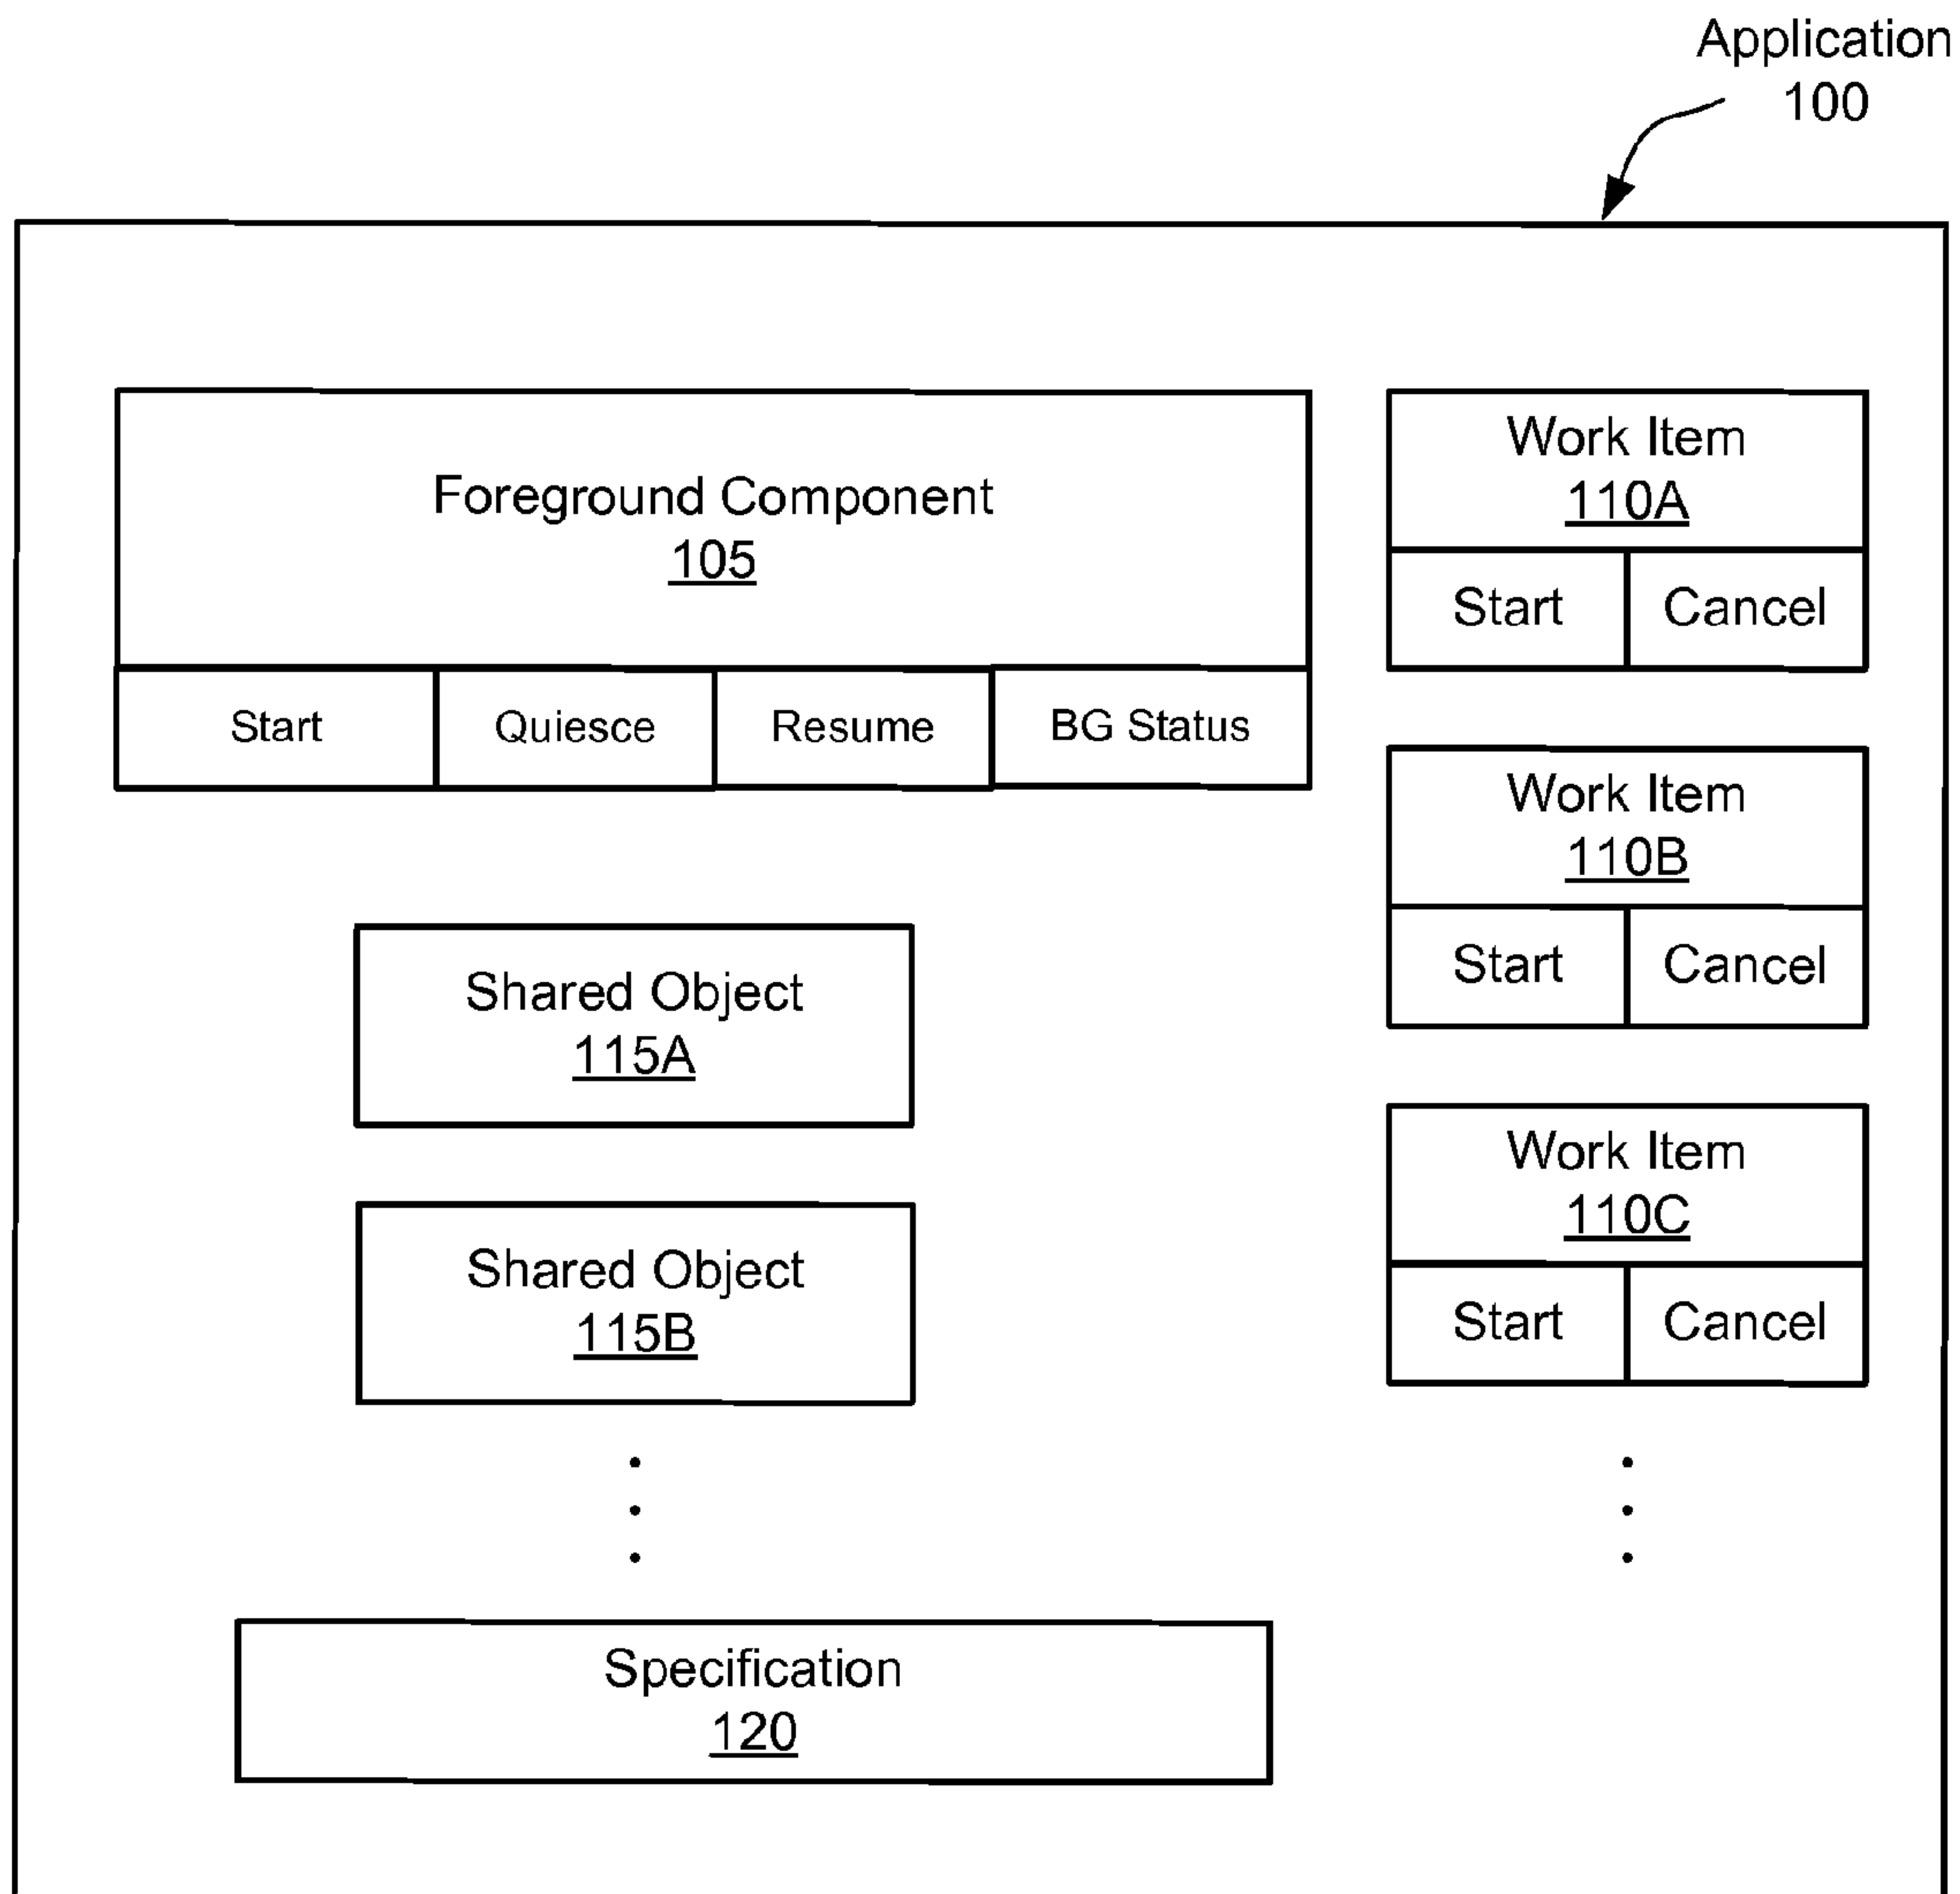 Application
100
Foreground Component
105
Start
Quiesce
Resume
BG Status
Work Item
110A
Start
Cancel
Work Item
110B
Start
Cancel
Work Item
110C
Start
Cancel
Shared Object
115A
Shared Object
115B
Specification
120